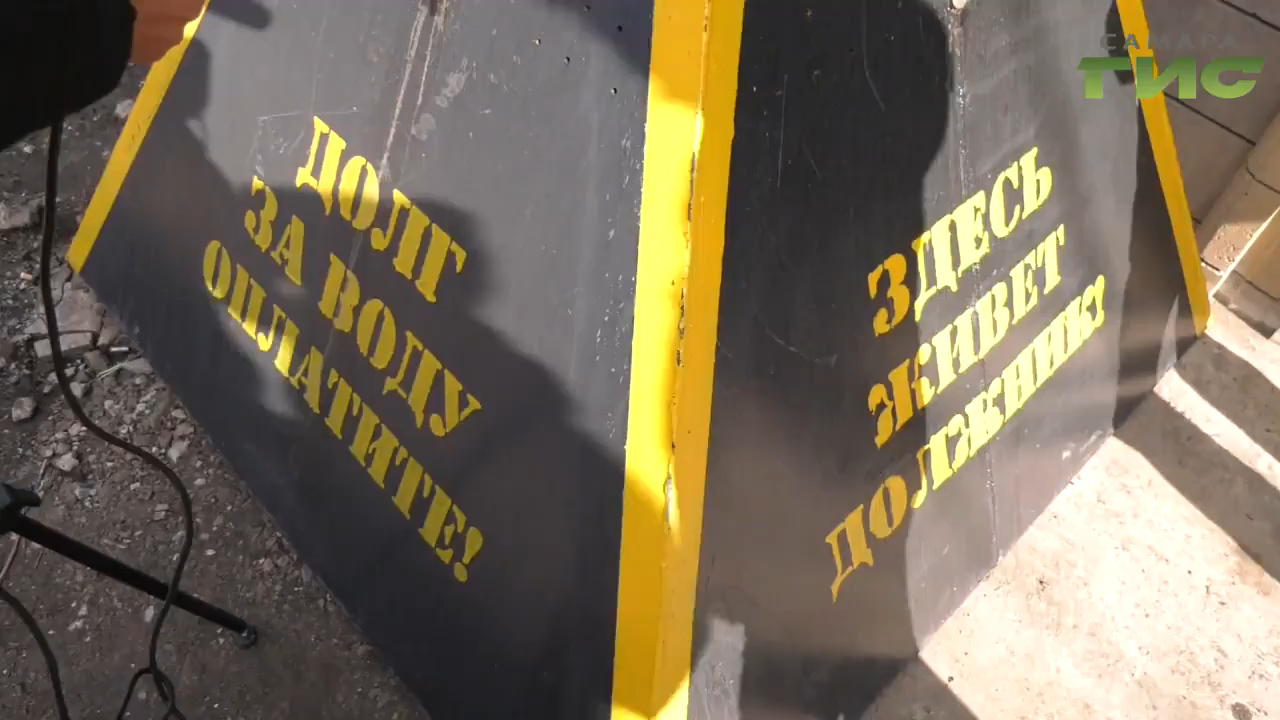 САМАРА
ГИС
ДОЛГ
ЗА ВОДУ
ОПЛАТИТЕ!
ЗДЕСЬ
ЖИВЕТ
ДОЛЖНИК!